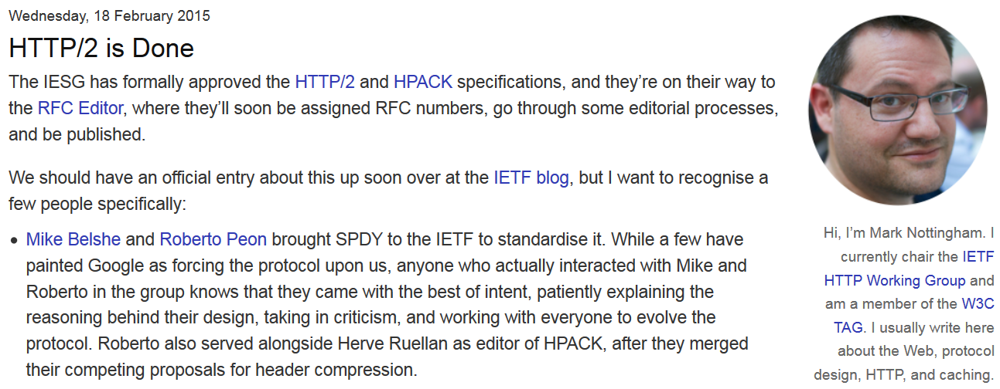 Wednesday, 18 February 2015
HTTP/2 is Done
The IESG has formally approved the HTTP/2 and HPACK specifications, and they’re on their way to
the RFC Editor, where they’ll soon be assigned RFC numbers, go through some editorial processes,
and be published.
We should have an official entry about this up soon over at the IETF blog, but I want to recognise a
few people specifically:
• Mike Belshe and Roberto Peon brought SPDY to the IETF to standardise it. While a few have
painted Google as forcing the protocol upon us, anyone who actually interacted with Mike and
Roberto in the group knows that they came with the best of intent, patiently explaining the
reasoning behind their design, taking in criticism, and working with everyone to evolve the
protocol. Roberto also served alongside Herve Ruellan as editor of HPACK, after they merged
their competing proposals for header compression.
Hi, I’m Mark Nottingham. I
currently chair the IETF
HTTP Working Group and
am a member of the W3C
TAG. I usually write here
about the Web, protocol
design, HTTP, and caching.